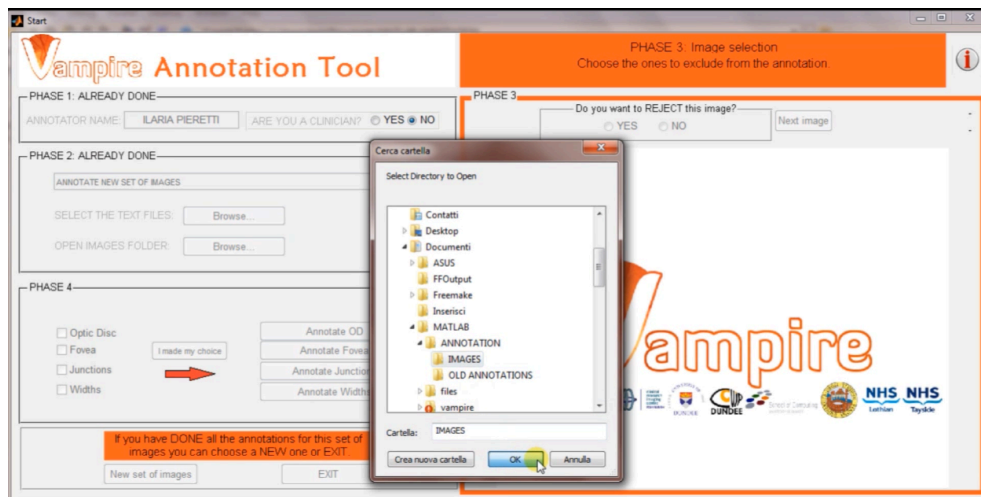 Start
Vampire Annotation Tool
PHASE 3: Image selection
Choose the ones to exclude from the annotation.
PHASE 1: ALREADY DONE
ANNOTATOR NAME: ILARIA PIERETTI ARE YOU A CLINICIAN? YES NO
PHASE 3
Do you want to REJECT this image?
YES NO
Next image
PHASE 2: ALREADY DONE
ANNOTATE NEW SET OF IMAGES
SELECT THE TEXT FILES: Browse...
OPEN IMAGES FOLDER: Browse...
PHASE 4
Optic Disc
Fovea
Junctions
Widths
I made my choice
Annotate OD
Annotate Fovea
Annotate Junction
Annotate Widths
If you have DONE all the annotations for this set of
images you can choose a NEW one or EXIT.
New set of images EXIT
Cerca cartella
Select Directory to Open
Contatti
Desktop
Documenti
ASUS
FFOutput
Freemake
Inserisci
MATLAB
ANNOTATION
IMAGES
OLD ANNOTATIONS
files
vampire
Cartella: IMAGES
Crea nuova cartella OK Annulla
ampire
DUNDEE
DUNDEE
School of Computing
NHS
Lothian
NHS
Tayside